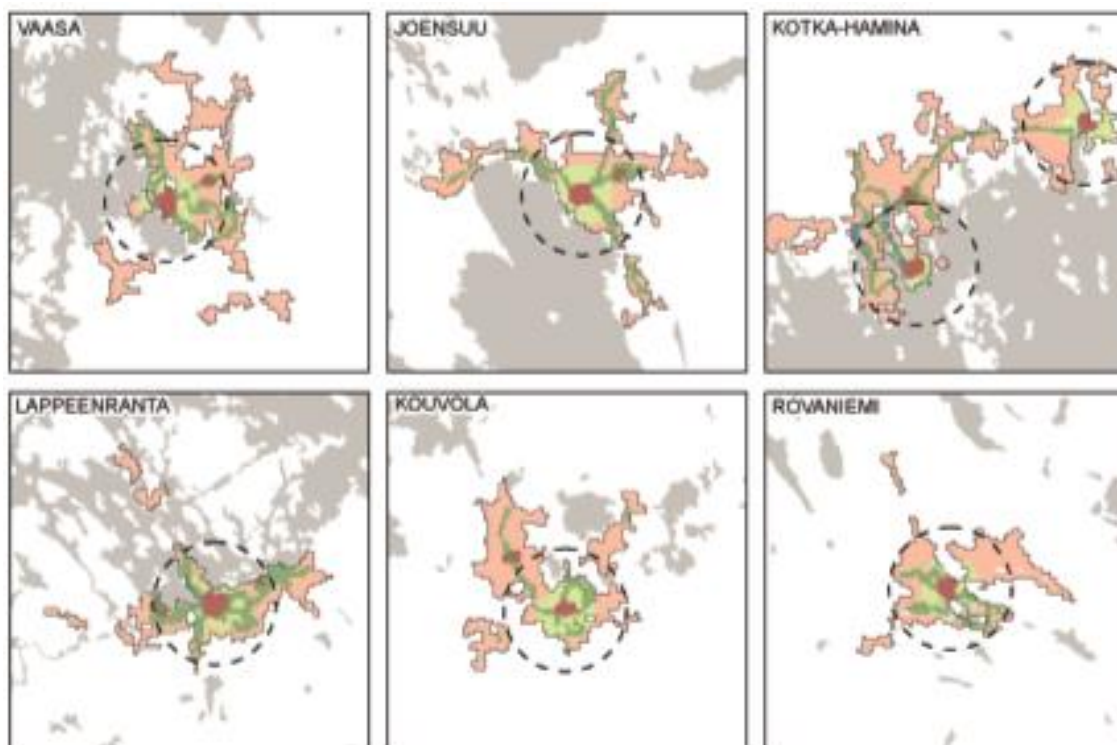 VAASA
JOENSUU
KOTKA-HAMINA
LAPPEENRANTA
KOUVOLA
ROVANIEMI